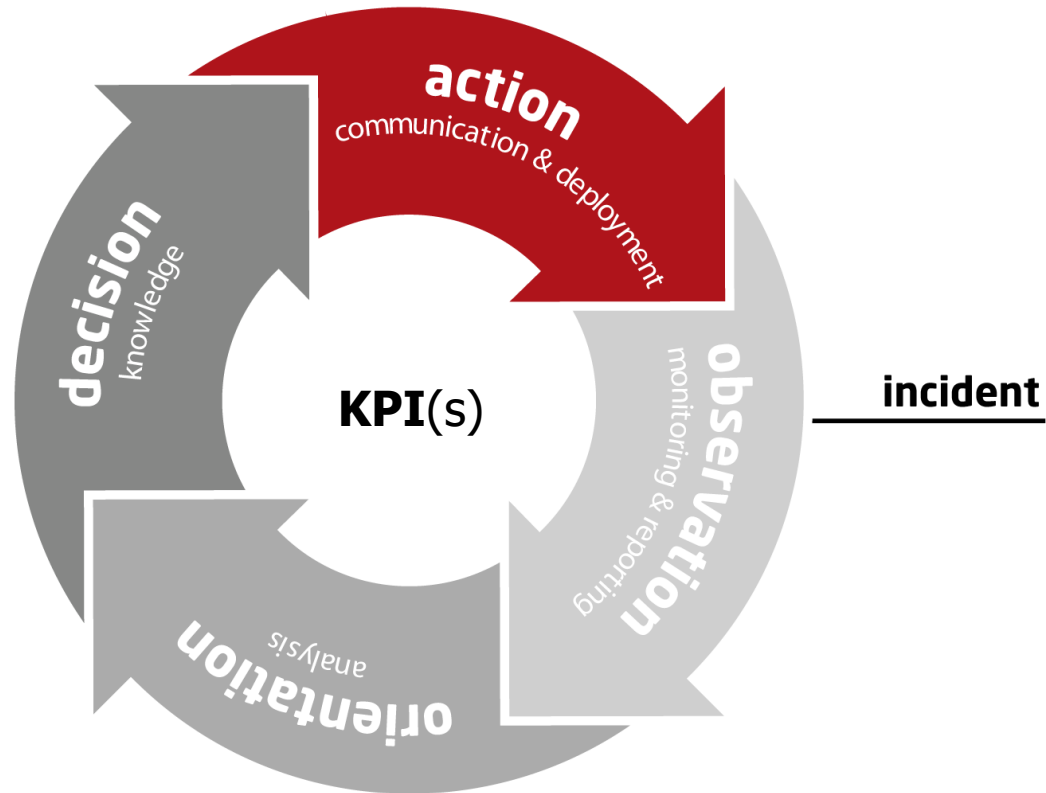 action
communication & deployment
observation
monitoring & reporting
incident
orientation
analysis
decision
knowledge
KPI(s)